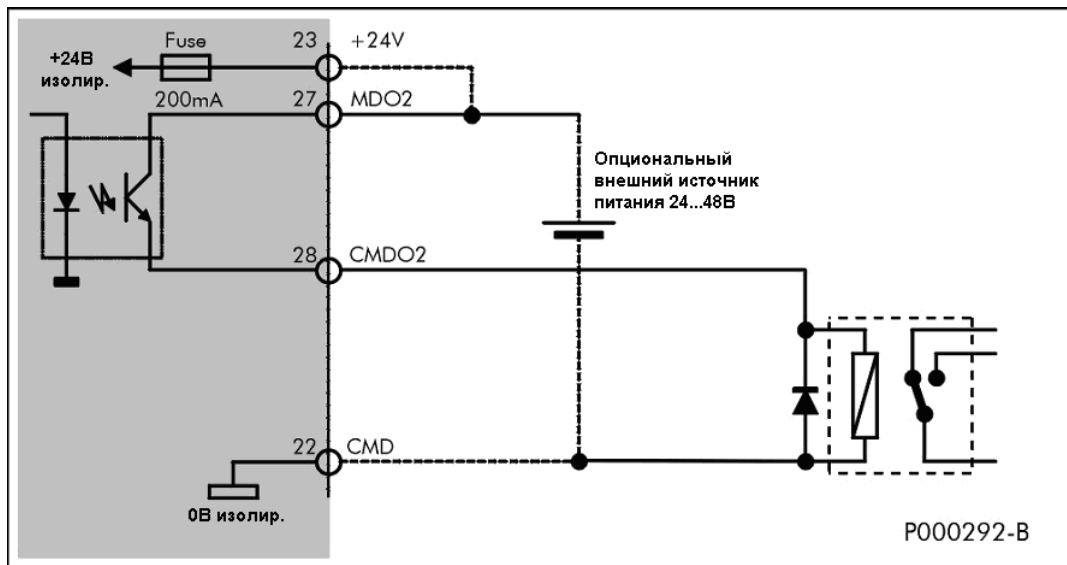 Fuse
23 +24V
+24В
изолир.
200mA
27 MDO2
Опциональный
внешний источник
питания 24...48В
28 CMDO2
22 CMD
0В изолир.
P000292-B